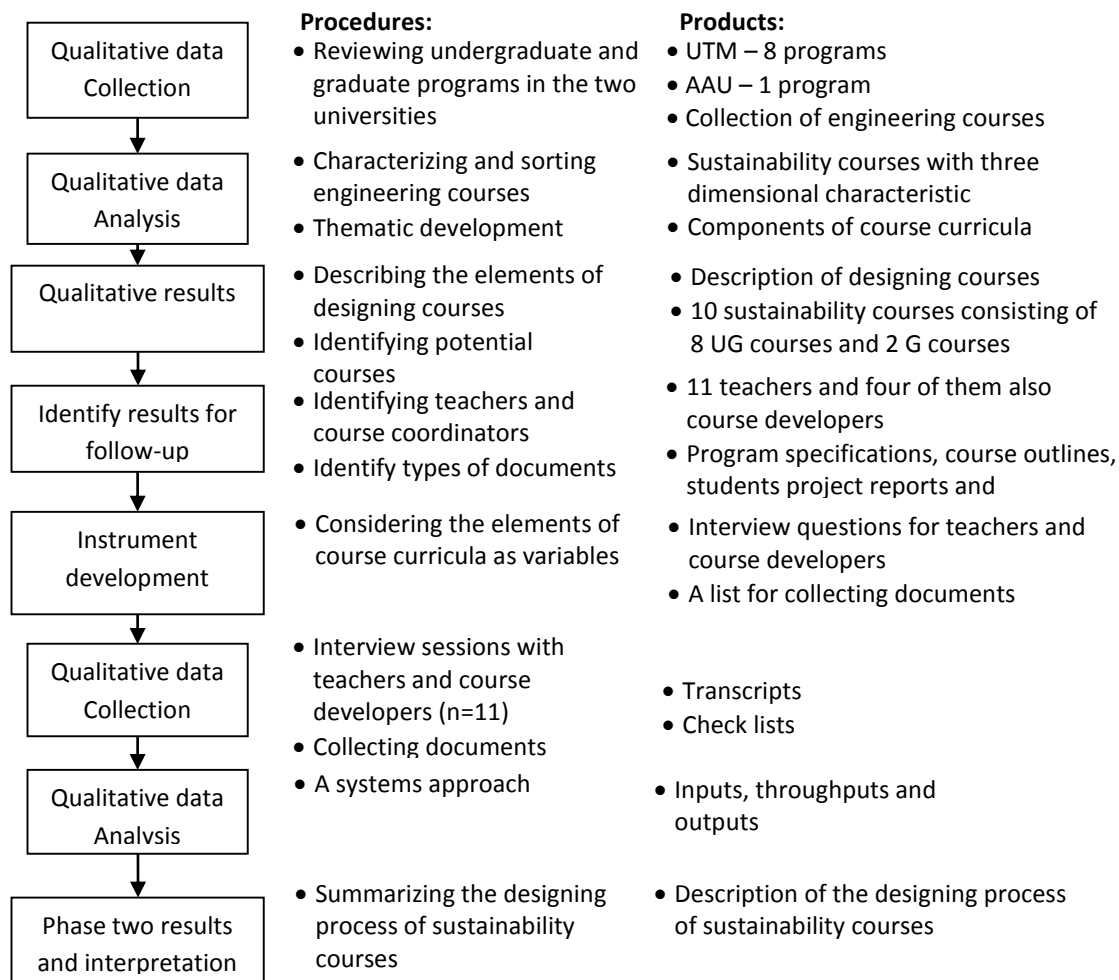 Procedures:
Products:
Qualitative data
Collection
• Reviewing undergraduate and
graduate programs in the two
universities
• UTM – 8 programs
• AAU – 1 program
• Collection of engineering courses
Qualitative data
Analysis
• Characterizing and sorting
engineering courses
• Thematic development
• Sustainability courses with three
dimensional characteristic
• Components of course curricula
Qualitative results
• Describing the elements of
designing courses
• Identifying potential
courses
• Description of designing courses
• 10 sustainability courses consisting of
8 UG courses and 2 G courses
Identify results for
follow-up
• Identifying teachers and
course coordinators
• Identify types of documents
• 11 teachers and four of them also
course developers
• Program specifications, course outlines,
students project reports and
Instrument
development
• Considering the elements of
course curricula as variables
• Interview questions for teachers and
course developers
• A list for collecting documents
Qualitative data
Collection
• Interview sessions with
teachers and course
developers (n=11)
• Collecting documents
• Transcripts
• Check lists
Qualitative data
Analysis
• A systems approach
• Inputs, throughputs and
outputs
Phase two results
and interpretation
• Summarizing the designing
process of sustainability
courses
• Description of the designing process
of sustainability courses